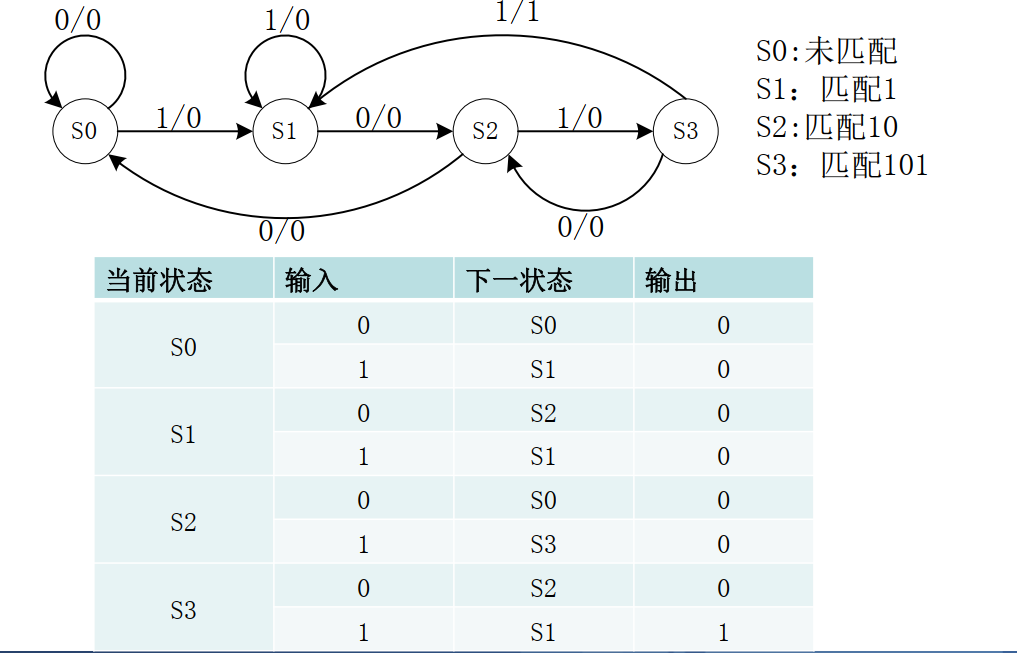 0/0
1/0
1/1
S0
1/0
S1
0/0
S2
1/0
S3
0/0
0/0
S0:未匹配
S1：匹配1
S2:匹配10
S3：匹配101
当前状态 输入 下一状态 输出
S0 0 S0 0
1 S1 0
S1 0 S2 0
1 S1 0
S2 0 S0 0
1 S3 0
S3 0 S2 0
1 S1 1